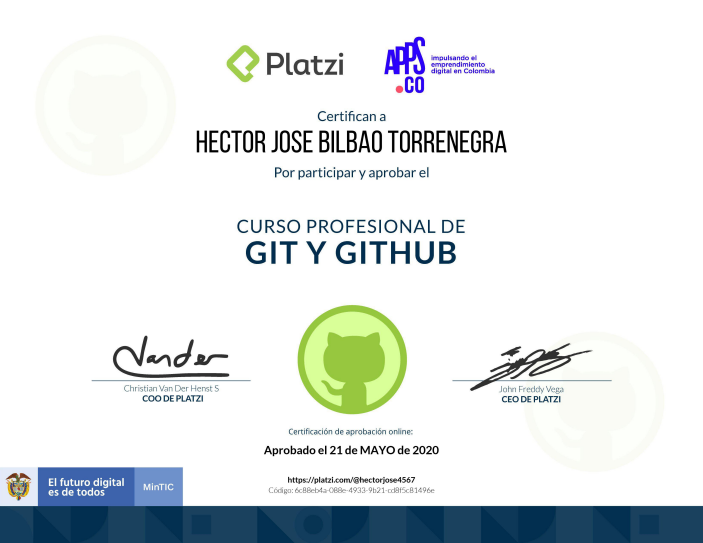 Platzi
APPS
.CO
impulsando el
emprendimiento
digital en Colombia
Certifican a
HECTOR JOSE BILBAO TORRENEGRA
Por participar y aprobar el
CURSO PROFESIONAL DE
GIT Y GITHUB
Vander
Christian Van Der Henst S
COO DE PLATZI
John Freddy Vega
CEO DE PLATZI
Certificación de aprobación online:
Aprobado el 21 de MAYO de 2020
El futuro digital
es de todos
MinTIC
https://platzi.com/@hectorjose4567
Código: 6c88eb4a-088e-4933-9b21-cd8f5c81496e